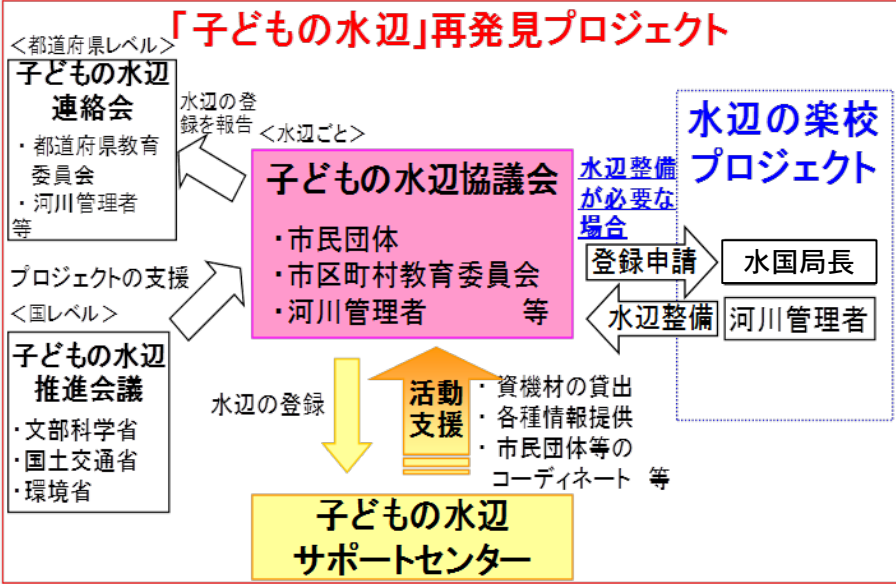 「子どもの水辺」再発見プロジェクト
＜都道府県レベル＞
子どもの水辺
連絡会
・都道府県教育
委員会
・河川管理者
等
水辺の登
録を報告
＜水辺ごと＞
子どもの水辺協議会
・市民団体
・市区町村教育委員会
・河川管理者　　　等
水辺整備
が必要な
場合
水辺の楽校
プロジェクト
登録申請
水国局長
水辺整備
河川管理者
プロジェクトの支援
＜国レベル＞
子どもの水辺
推進会議
・文部科学省
・国土交通省
・環境省
水辺の登録
活動
支援
・資機材の貸出
・各種情報提供
・市民団体等の
コーディネート 等
子どもの水辺
サポートセンター